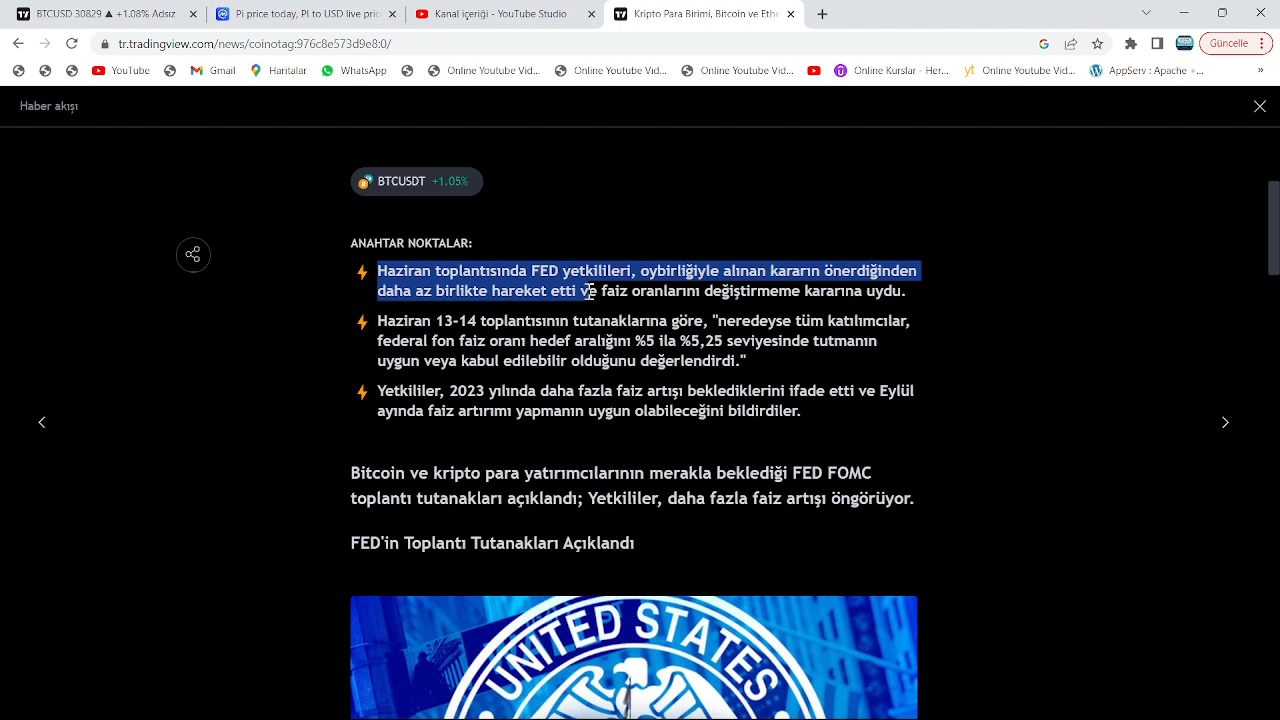 BTCUSD 30829 ▲ +1.08% Adsız
Pi price today, PI to USD live pric
Kanal içeriği - YouTube Studio
Kripto Para Birimi, Bitcoin ve Ethe
tr.tradingview.com/news/coinotag:976c8e573d9e8:0/
Güncelle
YouTube
Gmail
Haritalar
WhatsApp
Online Youtube Vid...
Online Youtube Vid...
Online Youtube Vid...
Online Kurslar - Her...
yt Online Youtube Vid...
AppServ : Apache +...
»
Haber akışı
BTCUSDT +1.05%
ANAHTAR NOKTALAR:
Haziran toplantısında FED yetkilileri, oybirliğiyle alınan kararın önerdiğinden
daha az birlikte hareket etti ve faiz oranlarını değiştirmeme kararına uydu.
Haziran 13-14 toplantısının tutanaklarına göre, "neredeyse tüm katılımcılar,
federal fon faiz oranı hedef aralığını %5 ila %5,25 seviyesinde tutmanın
uygun veya kabul edilebilir olduğunu değerlendirdi."
Yetkililer, 2023 yılında daha fazla faiz artışı beklediklerini ifade etti ve Eylül
ayında faiz artırımı yapmanın uygun olabileceğini bildirdiler.
Bitcoin ve kripto para yatırımcılarının merakla beklediği FED FOMC
toplantı tutanakları açıklandı; Yetkililer, daha fazla faiz artışı öngörüyor.
FED'in Toplantı Tutanakları Açıklandı
UNITED STATES